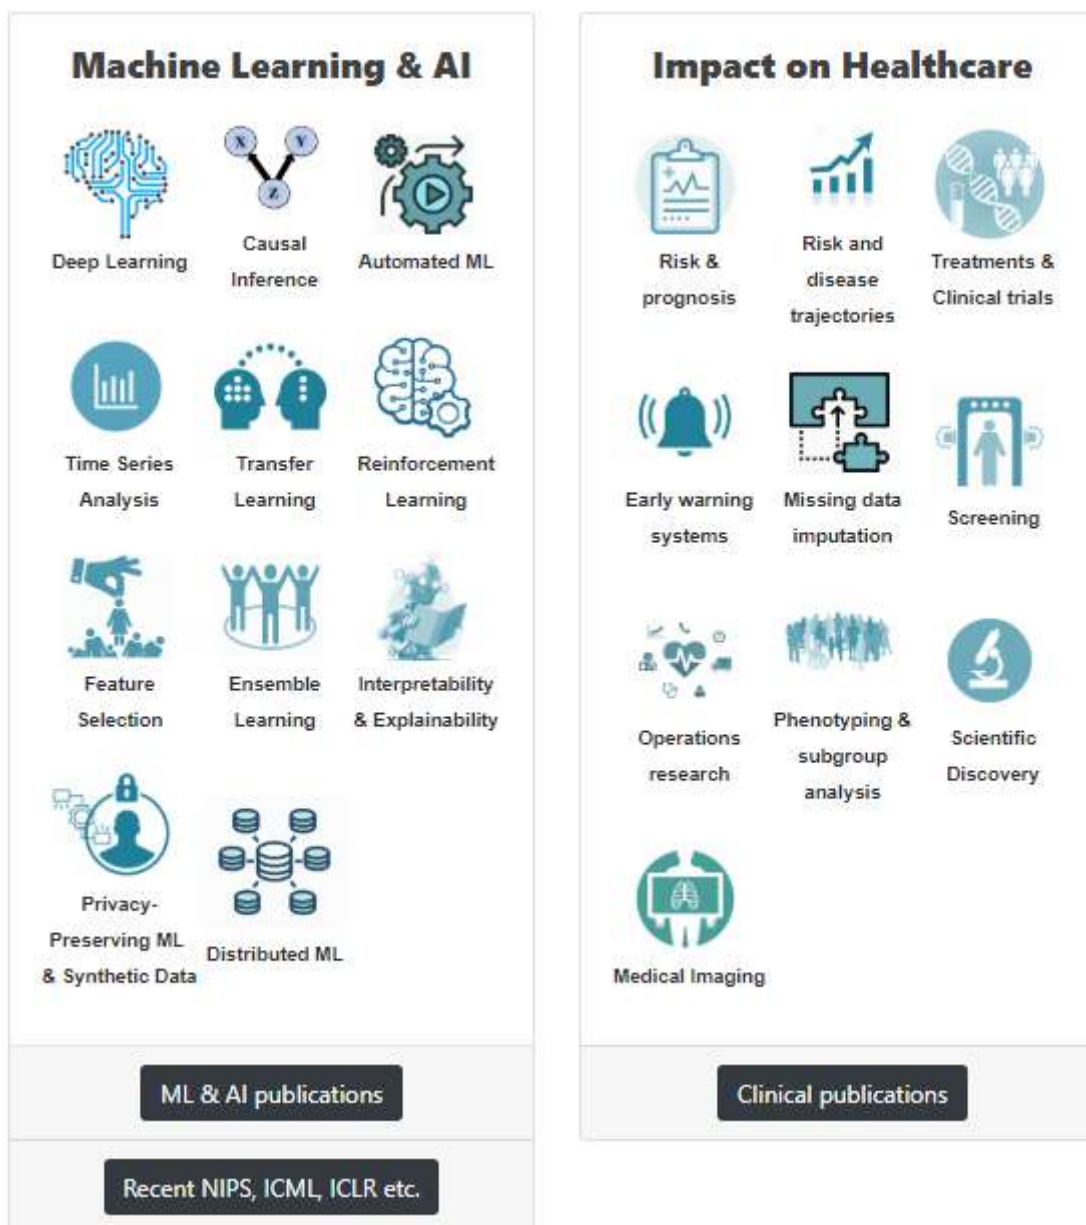 Machine Learning & AI
X
Y
Z
Deep Learning
Causal
Inference
Automated ML
Time Series
Analysis
Transfer
Learning
Reinforcement
Learning
Feature
Selection
Ensemble
Learning
Interpretability
& Explainability
Privacy-
Preserving ML
& Synthetic Data
Distributed ML
ML & AI publications
Recent NIPS, ICML, ICLR etc.
Impact on Healthcare
Risk &
prognosis
Risk and
disease
trajectories
Treatments &
Clinical trials
Early warning
systems
Missing data
imputation
Screening
Operations
research
Phenotyping &
subgroup
analysis
Scientific
Discovery
Medical Imaging
Clinical publications